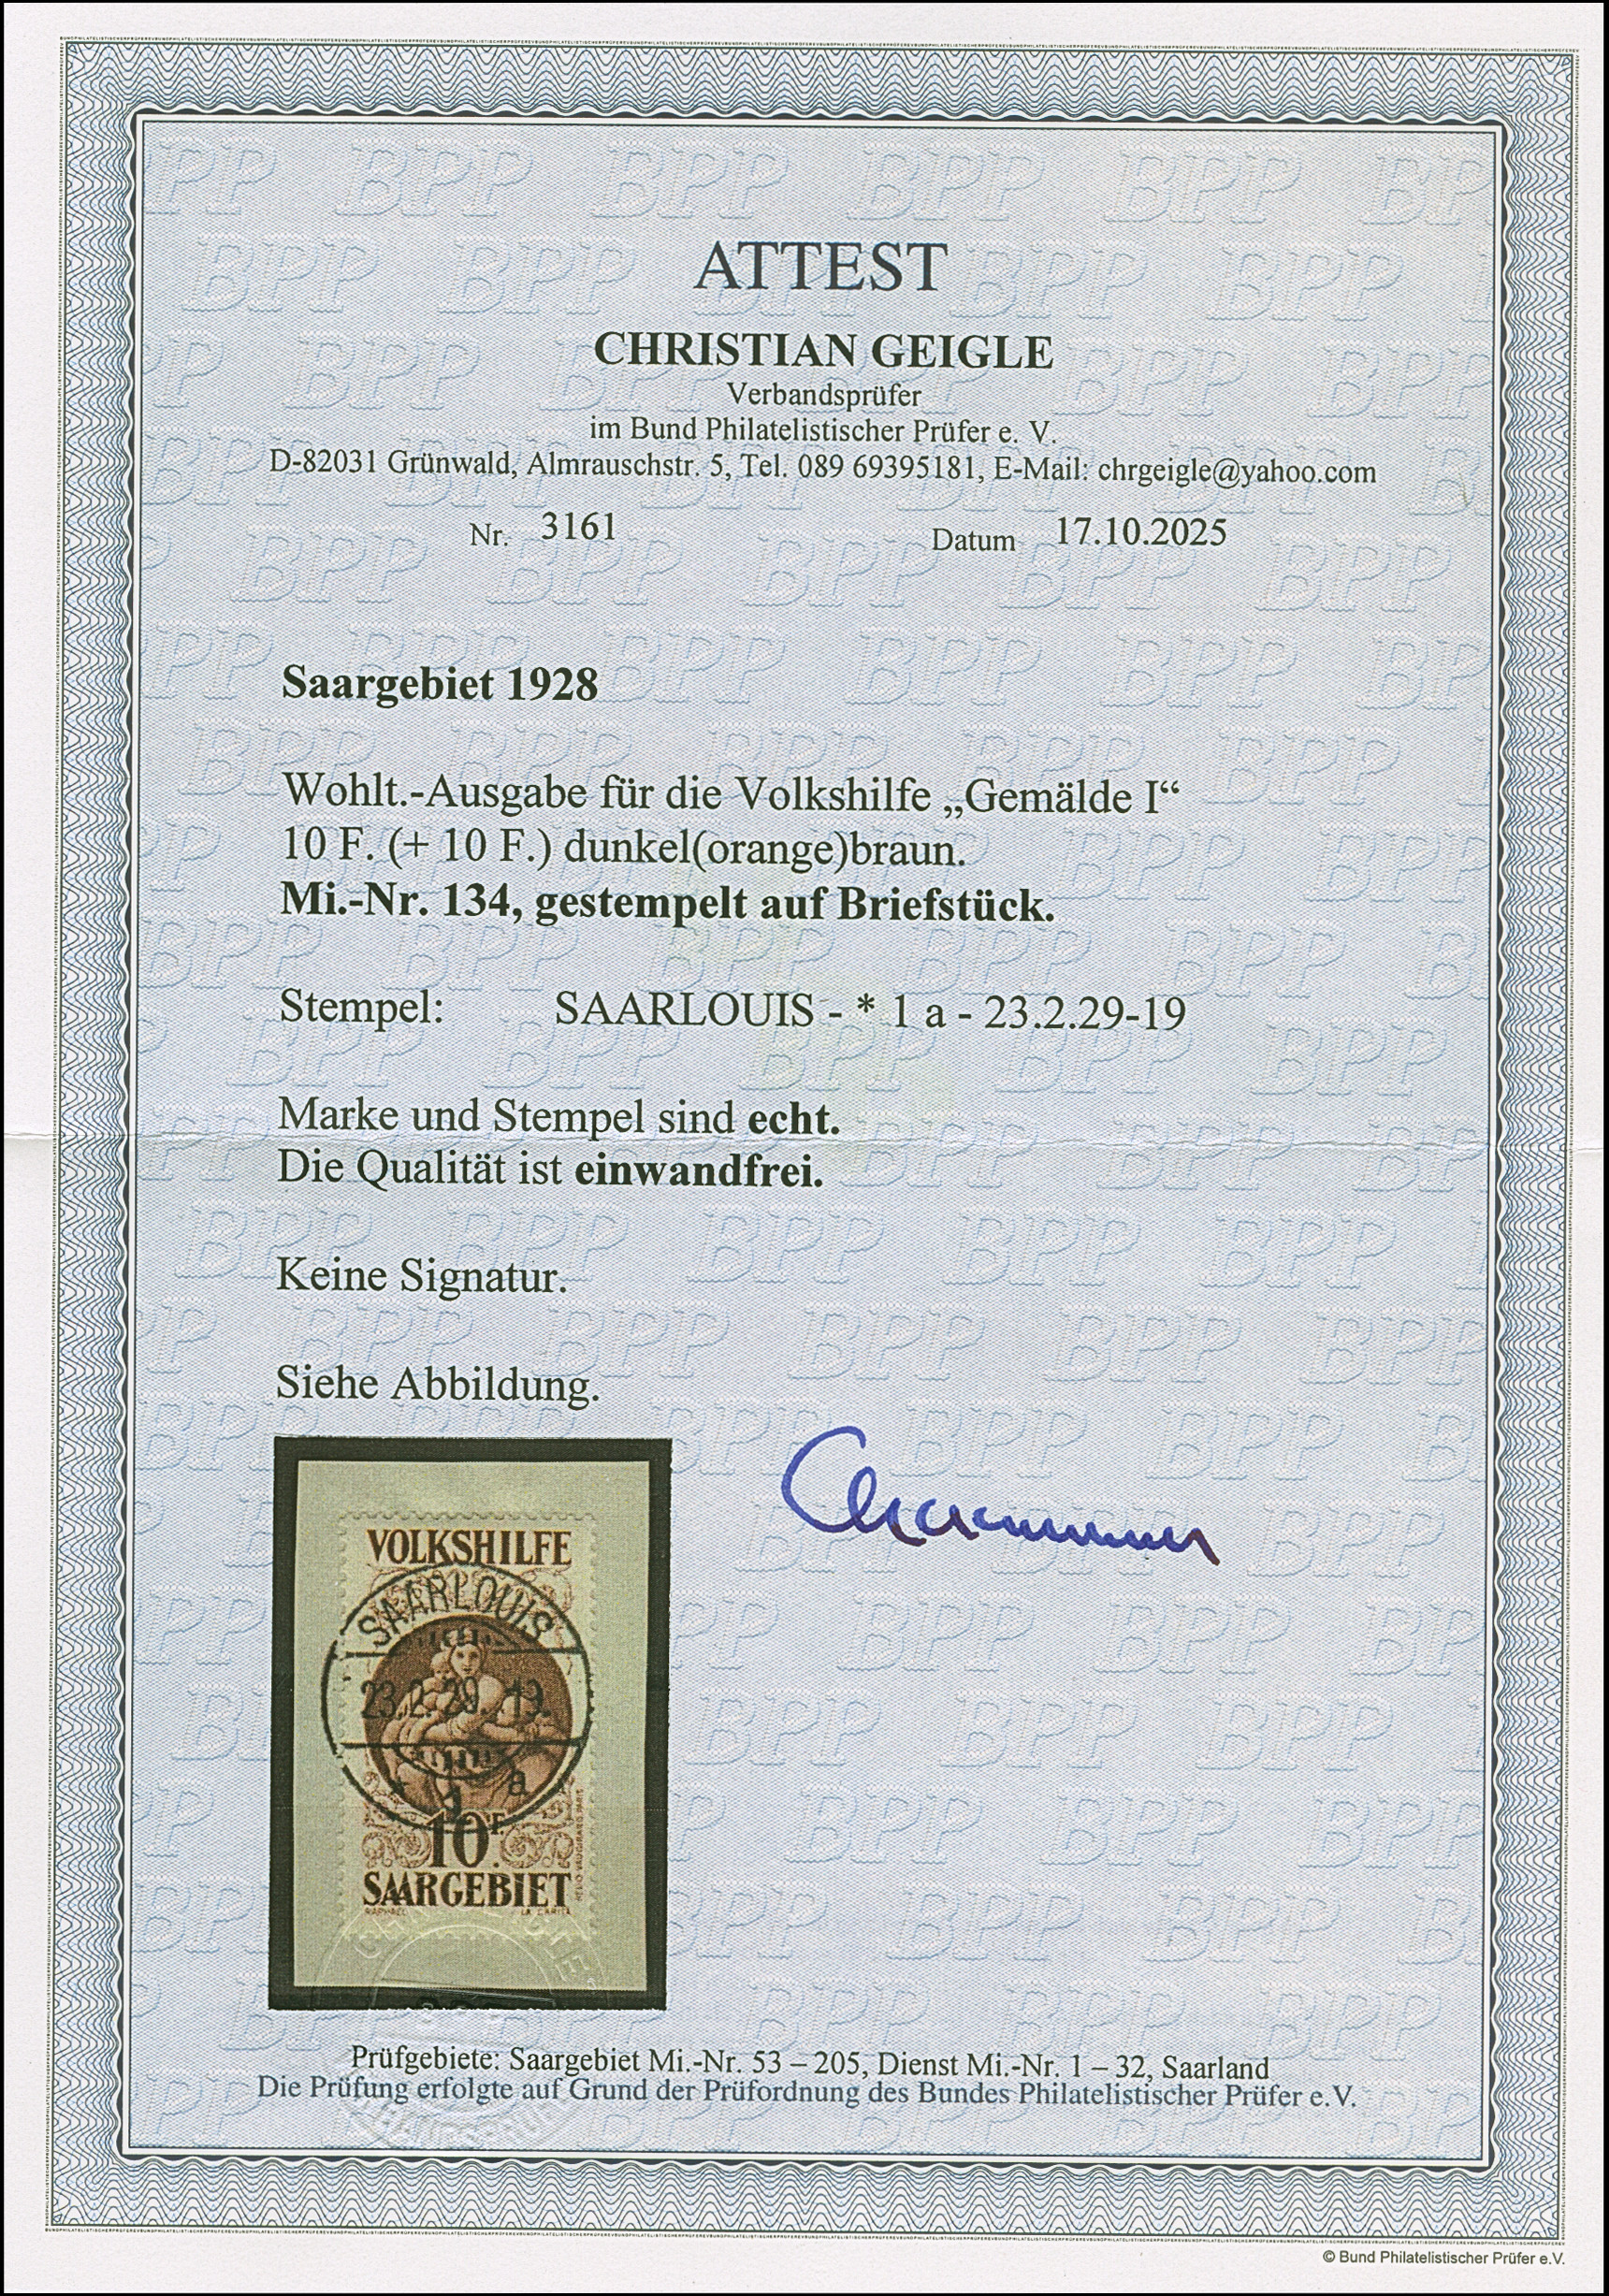 ATTEST
CHRISTIAN GEIGLE
Verbandsprüfer
im Bund Philatelistischer Prüfer e. V.
D-82031 Grünwald, Almrauschstr. 5, Tel. 089 69395181, E-Mail: chrgeigle@yahoo.com
Nr. 3161 Datum 17.10.2025
Saargebiet 1928
Wohlt.-Ausgabe für die Volkshilfe „Gemälde I“
10 F. (+ 10 F.) dunkel(orange)braun.
Mi.-Nr. 134, gestempelt auf Briefstück.
Stempel: SAARLOUIS - * 1 a - 23.2.29-19
Marke und Stempel sind echt.
Die Qualität ist einwandfrei.
Keine Signatur.
Siehe Abbildung.
VOLKSHILFE
SAARLOUIS
23.2.29.-19.
* 1 a
10 F.
SAARGEBIET
RAPHAEL LA CARITA
Prüfgebiete: Saargebiet Mi.-Nr. 53 – 205, Dienst Mi.-Nr. 1 – 32, Saarland
Die Prüfung erfolgte auf Grund der Prüfordnung des Bundes Philatelistischer Prüfer e.V.
© Bund Philatelistischer Prüfer e.V.